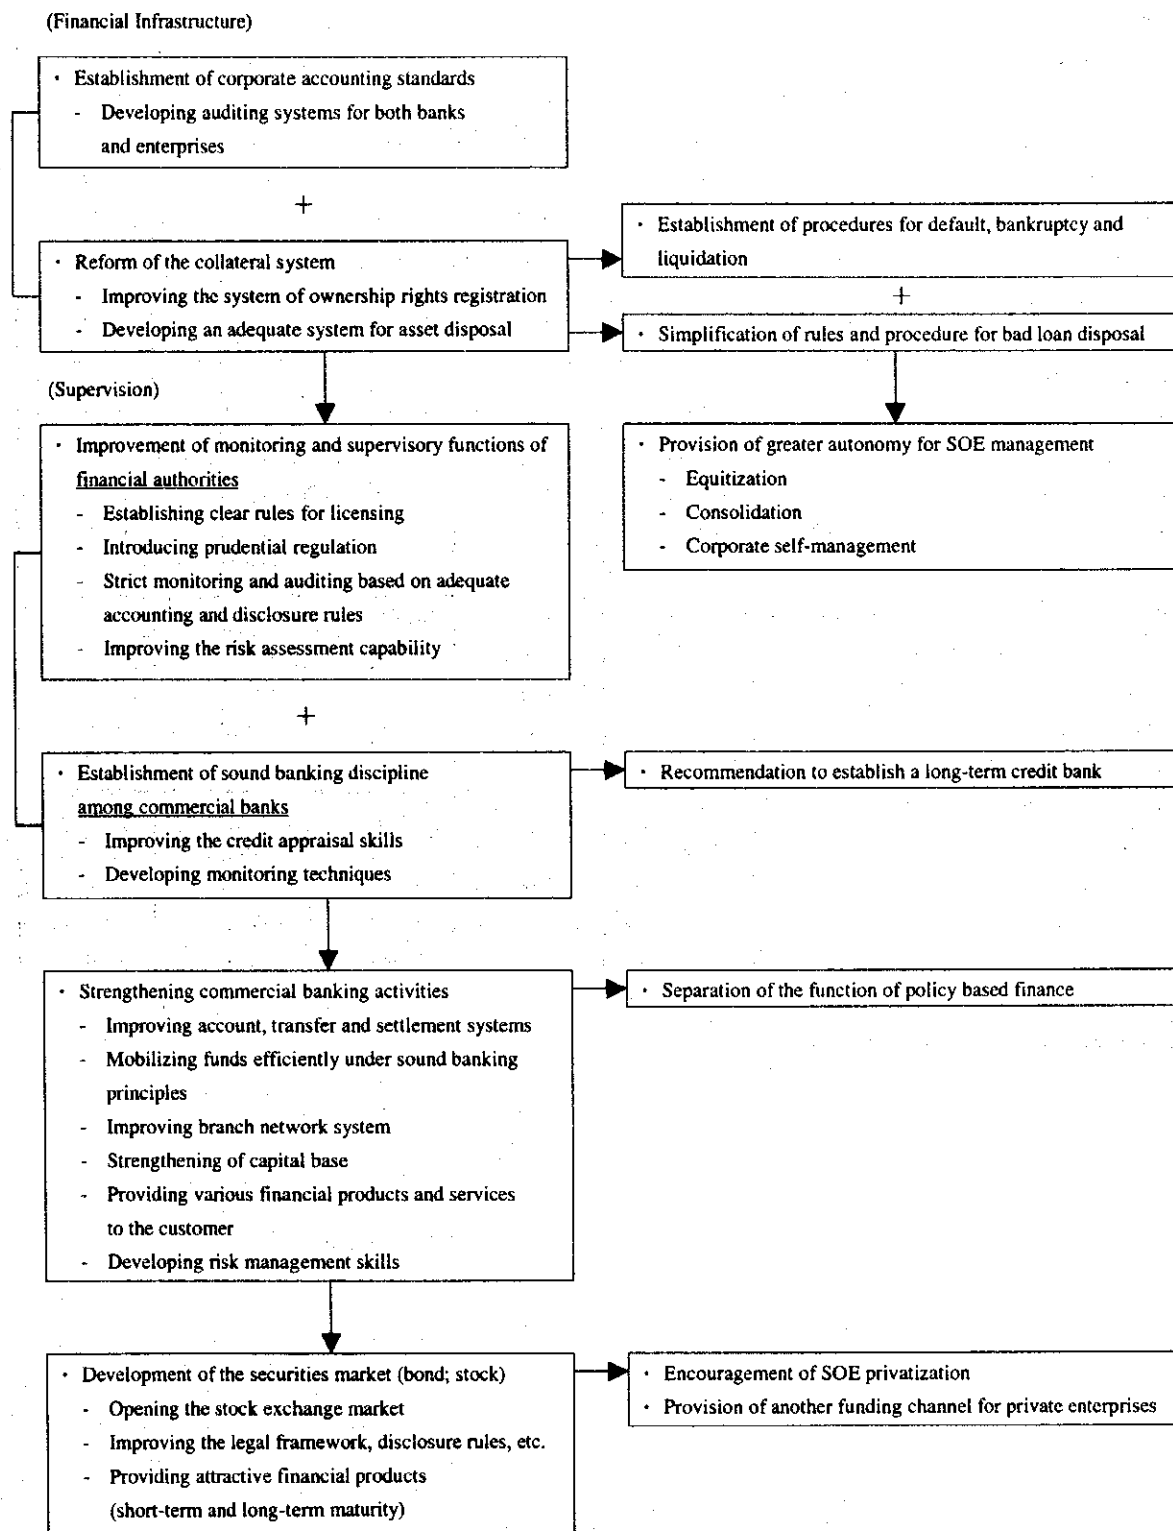 (Financial Infrastructure)
・ Establishment of corporate accounting standards
- Developing auditing systems for both banks
and enterprises
+
・ Reform of the collateral system
- Improving the system of ownership rights registration
- Developing an adequate system for asset disposal
・ Establishment of procedures for default, bankruptcy and
liquidation
+
・ Simplification of rules and procedure for bad loan disposal
(Supervision)
・ Improvement of monitoring and supervisory functions of
financial authorities
- Establishing clear rules for licensing
- Introducing prudential regulation
- Strict monitoring and auditing based on adequate
accounting and disclosure rules
- Improving the risk assessment capability
・ Provision of greater autonomy for SOE management
- Equitization
- Consolidation
- Corporate self-management
+
・ Establishment of sound banking discipline
among commercial banks
- Improving the credit appraisal skills
- Developing monitoring techniques
・ Recommendation to establish a long-term credit bank
・ Strengthening commercial banking activities
- Improving account, transfer and settlement systems
- Mobilizing funds efficiently under sound banking
principles
- Improving branch network system
- Strengthening of capital base
- Providing various financial products and services
to the customer
- Developing risk management skills
・ Separation of the function of policy based finance
・ Development of the securities market (bond; stock)
- Opening the stock exchange market
- Improving the legal framework, disclosure rules, etc.
- Providing attractive financial products
(short-term and long-term maturity)
・ Encouragement of SOE privatization
・ Provision of another funding channel for private enterprises